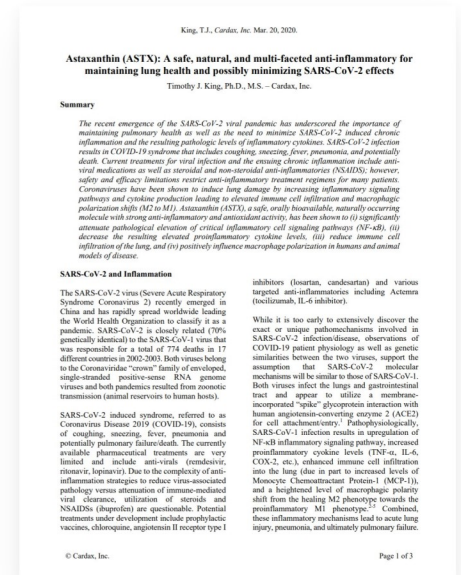 King, T.J., Cardax, Inc. Mar. 20, 2020.
Astaxanthin (ASTX): A safe, natural, and multi-faceted anti-inflammatory for
maintaining lung health and possibly minimizing SARS-CoV-2 effects
Timothy J. King, Ph.D., M.S. – Cardax, Inc.
Summary
The recent emergence of the SARS-CoV-2 viral pandemic has underscored the importance of
maintaining pulmonary health as well as the need to minimize SARS-CoV-2 induced chronic
inflammation and the resulting pathologic levels of inflammatory cytokines. SARS-CoV-2 infection
results in COVID-19 syndrome that includes coughing, sneezing, fever, pneumonia, and potentially
death. Current treatments for viral infection and the ensuing chronic inflammation include anti-
viral medications as well as steroidal and non-steroidal anti-inflammatories (NSAIDS); however,
safety and efficacy limitations restrict anti-inflammatory treatment regimes for many patients.
Coronaviruses have been shown to induce lung damage by increasing inflammatory signaling
pathways and cytokine production leading to elevated immune cell infiltration and macrophagic
polarization shifts (M2 to M1). Astaxanthin (ASTX), a safe, orally bioavailable, naturally occurring
molecule with strong anti-inflammatory and antioxidant activity, has been shown to (i) significantly
attenuate pathological elevation of critical inflammatory cell signaling pathways (NF-κB), (ii)
decrease the resulting elevated proinflammatory cytokine levels, (iii) reduce immune cell
infiltration of the lung, and (iv) positively influence macrophage polarization in humans and animal
models of disease.
SARS-CoV-2 and Inflammation
The SARS-CoV-2 virus (Severe Acute Respiratory
Syndrome Coronavirus 2) recently emerged in
China and has rapidly spread worldwide leading
the World Health Organization to classify it as a
pandemic. SARS-CoV-2 is closely related (70%
genetically identical) to the SARS-CoV-1 virus that
was responsible for a total of 774 deaths in 17
different countries in 2002-2003. Both viruses belong
to the Coronaviridae "crown" family of enveloped,
single-stranded positive-sense RNA genome
viruses and both pandemics resulted from zoonotic
transmission (animal reservoirs to human hosts).
SARS-CoV-2 induced syndrome, referred to as
Coronavirus Disease 2019 (COVID-19), consists
of coughing, sneezing, fever, pneumonia and
potentially pulmonary failure/death. The currently
available pharmaceutical treatments are very
limited and include anti-virals (remdesivir,
ritonavir, lopinavir). Due to the complexity of anti-
inflammation strategies to reduce virus-associated
pathology versus attenuation of immune-mediated
viral clearance, utilization of steroids and
NSAIDSs (ibuprofen) are questionable. Potential
treatments under development include prophylactic
vaccines, chloroquine, angiotensin II receptor type I
inhibitors (losartan, candesartan) and various
targeted anti-inflammatories including Actemra
(tocilizumab, IL-6 inhibitor).
While it is too early to extensively discover the
exact or unique pathomechanisms involved in
SARS-CoV-2 infection/disease, observations of
COVID-19 patient physiology as well as genetic
similarities between the two viruses, support the
assumption that SARS-CoV-2 molecular
mechanisms will be similar to those of SARS-CoV-1.
Both viruses infect the lungs and gastrointestinal
tract and appear to utilize a membrane-
incorporated "spike" glycoprotein interaction with
human angiotensin-converting enzyme 2 (ACE2)
for cell attachment/entry.¹ Pathophysiologically,
SARS-CoV-1 infection results in upregulation of
NF-κB inflammatory signaling pathway, increased
proinflammatory cyokine levels (TNF-α, IL-6,
COX-2, etc.), enhanced immune cell infiltration
into the lung (due in part to increased levels of
Monocyte Chemoattractant Protein-1 (MCP-1)),
and a heightened level of macrophagic polarity
shift from the healing M2 phenotype towards the
proinflammatory M1 phenotype.²⁻⁵ Combined,
these inflammatory mechanisms lead to acute lung
injury, pneumonia, and ultimately pulmonary failure.
© Cardax, Inc.
Page 1 of 3